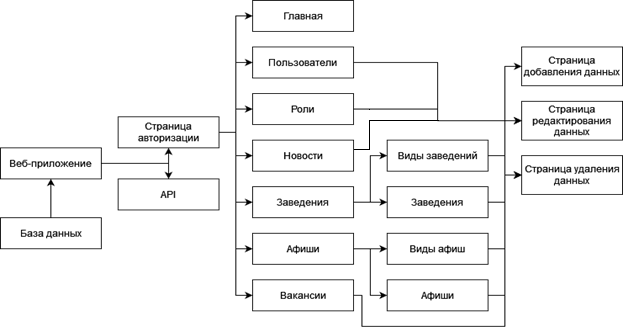 Главная
Пользователи
Роли
Страница
авторизации
Новости
Веб-приложение
API
Заведения
База данных
Афиши
Вакансии
Виды заведений
Заведения
Виды афиш
Афиши
Страница
добавления данных
Страница
редактирования
данных
Страница удаления
данных